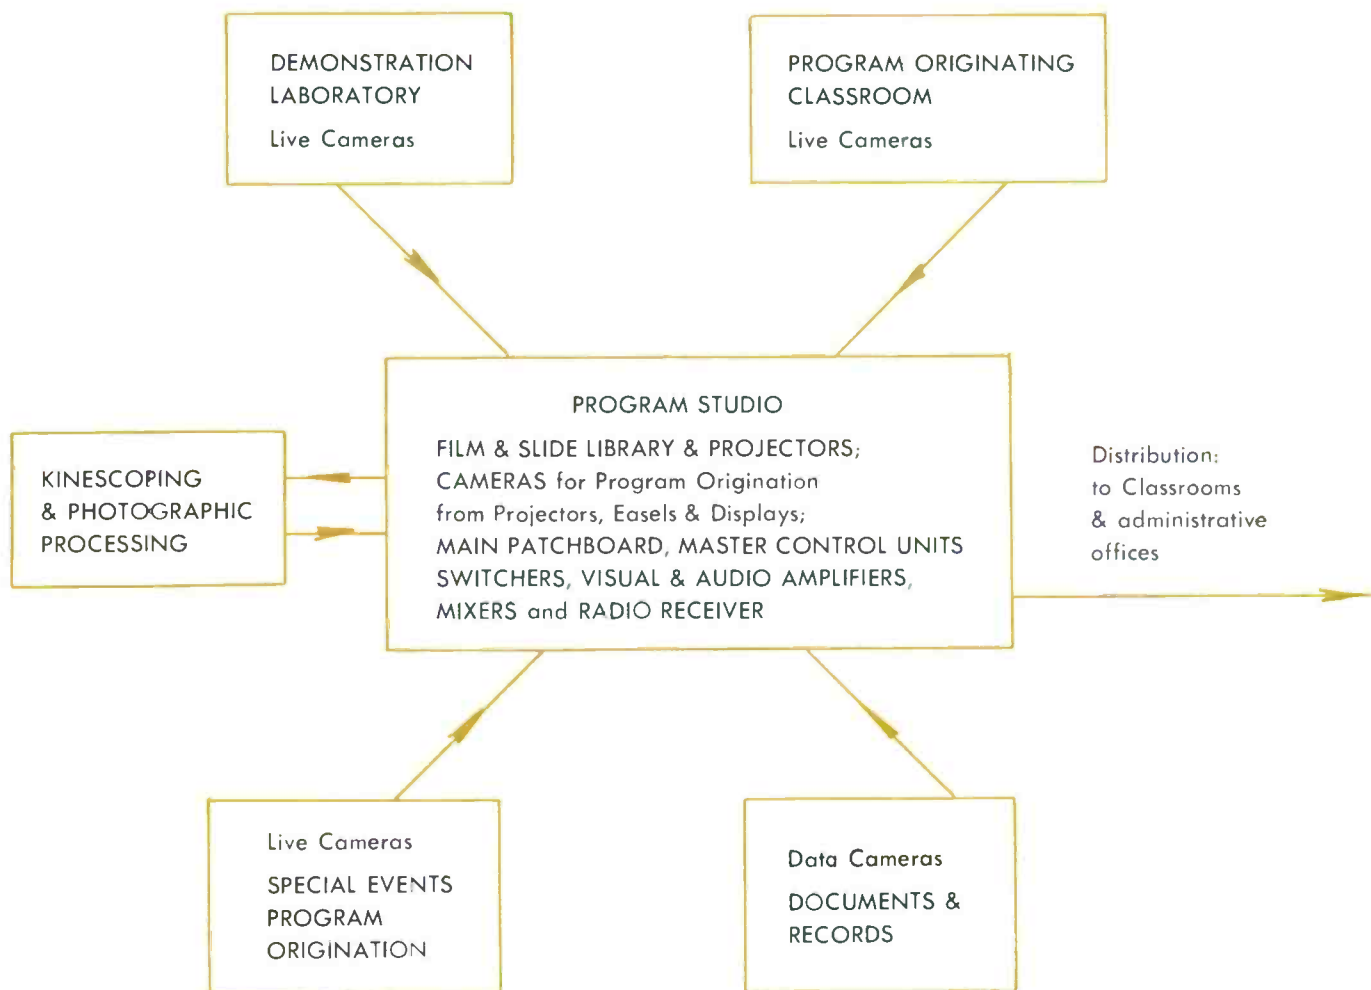 DEMONSTRATION
LABORATORY
Live Cameras
PROGRAM ORIGINATING
CLASSROOM
Live Cameras
PROGRAM STUDIO
FILM & SLIDE LIBRARY & PROJECTORS;
CAMERAS for Program Origination
from Projectors, Easels & Displays;
MAIN PATCHBOARD, MASTER CONTROL UNITS
SWITCHERS, VISUAL & AUDIO AMPLIFIERS,
MIXERS and RADIO RECEIVER
KINESCOPING
& PHOTOGRAPHIC
PROCESSING
Distribution:
to Classrooms
& administrative
offices
Live Cameras
SPECIAL EVENTS
PROGRAM
ORIGINATION
Data Cameras
DOCUMENTS &
RECORDS